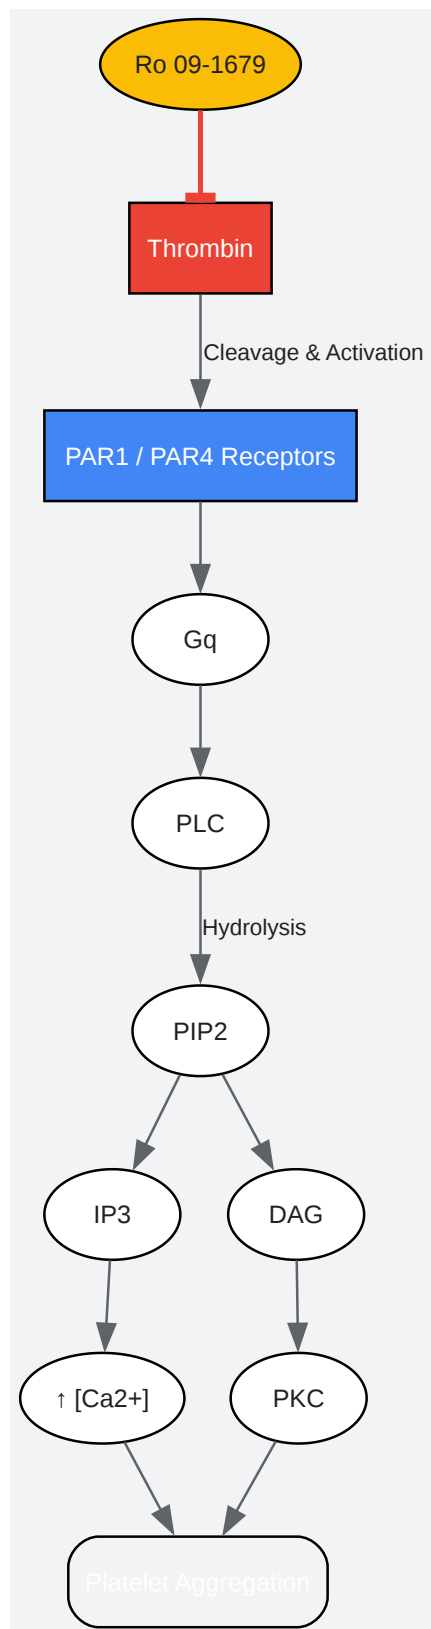 Ro 09-1679
Thrombin
Cleavage & Activation
PAR1 / PAR4 Receptors
Gq
PLC
Hydrolysis
PIP2
IP3
DAG
↑ [Ca2+]
PKC
Platelet Aggregation